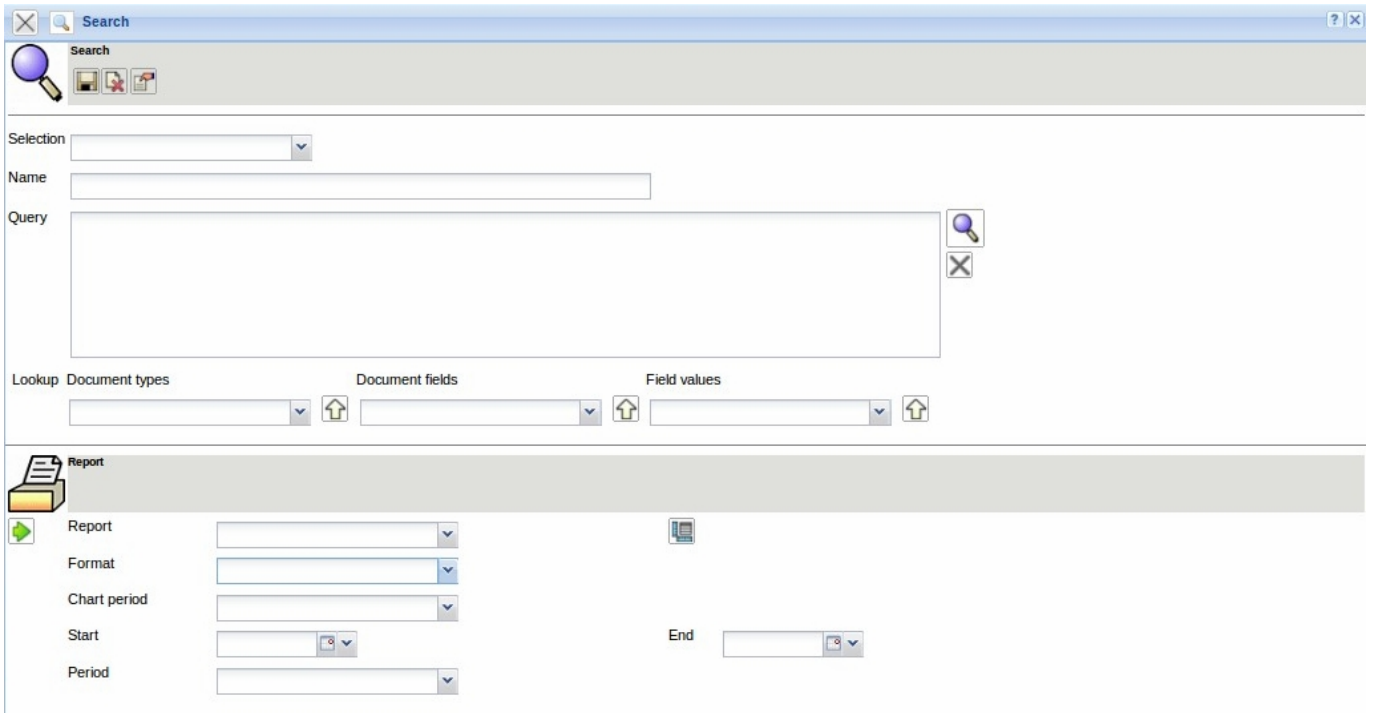 Search
?
Search
Selection
Name
Query
Lookup Document types Document fields Field values
Report
Report
Format
Chart period
Start End
Period